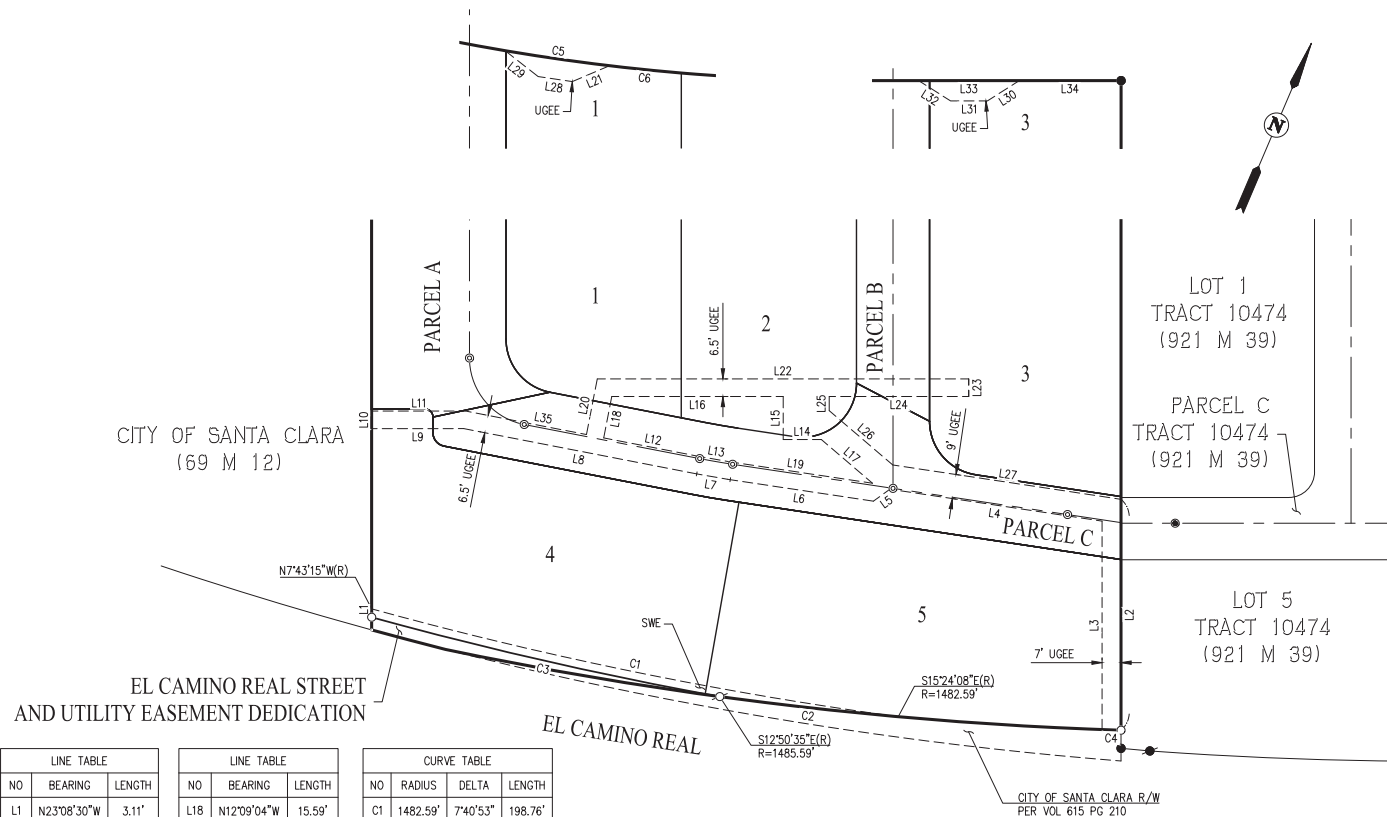 C5
L29
L28
L21
C6
UGEE
1
L33
L34
L32
L31
L30
UGEE
3
N
PARCEL A
1
2
6.5' UGEE
PARCEL B
3
LOT 1
TRACT 10474
(921 M 39)
L22
L23
L20
L18
L16
L15
L25
L24
L10
L11
L9
L35
L14
L26
9' UGEE
PARCEL C
TRACT 10474
(921 M 39)
CITY OF SANTA CLARA
(69 M 12)
L12
L13
L19
L17
L8
6.5' UGEE
L7
L6
L5
L27
L4
PARCEL C
4
N7°43'15"W(R)
L1
SWE
5
L3
L2
LOT 5
TRACT 10474
(921 M 39)
7' UGEE
C1
C3
S15°24'08"E(R)
R=1482.59'
EL CAMINO REAL STREET
AND UTILITY EASEMENT DEDICATION
EL CAMINO REAL
C2
C4
S12°50'35"E(R)
R=1485.59'
CITY OF SANTA CLARA R/W
PER VOL 615 PG 210
LINE TABLE
NO BEARING LENGTH
L1 N23°08'30"W 3.11'
LINE TABLE
NO BEARING LENGTH
L18 N12°09'04"W 15.59'
CURVE TABLE
NO RADIUS DELTA LENGTH
C1 1482.59' 7°40'53" 198.76'